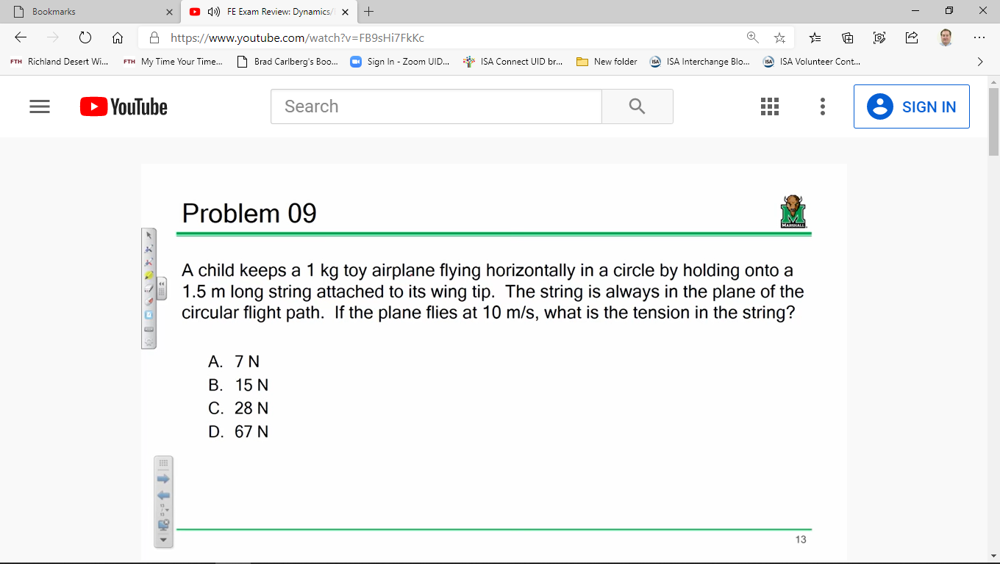 Bookmarks
FE Exam Review: Dynamics/
https://www.youtube.com/watch?v=FB9sHi7FkKc
FTH Richland Desert Wi...
FTH My Time Your Time...
Brad Carlberg's Boo...
Sign In - Zoom UID...
ISA Connect UID br...
New folder
ISA ISA Interchange Blo...
ISA ISA Volunteer Cont...
YouTube
Search
SIGN IN
Problem 09
MARSHALL
A child keeps a 1 kg toy airplane flying horizontally in a circle by holding onto a
1.5 m long string attached to its wing tip. The string is always in the plane of the
circular flight path. If the plane flies at 10 m/s, what is the tension in the string?
A. 7 N
B. 15 N
C. 28 N
D. 67 N
13